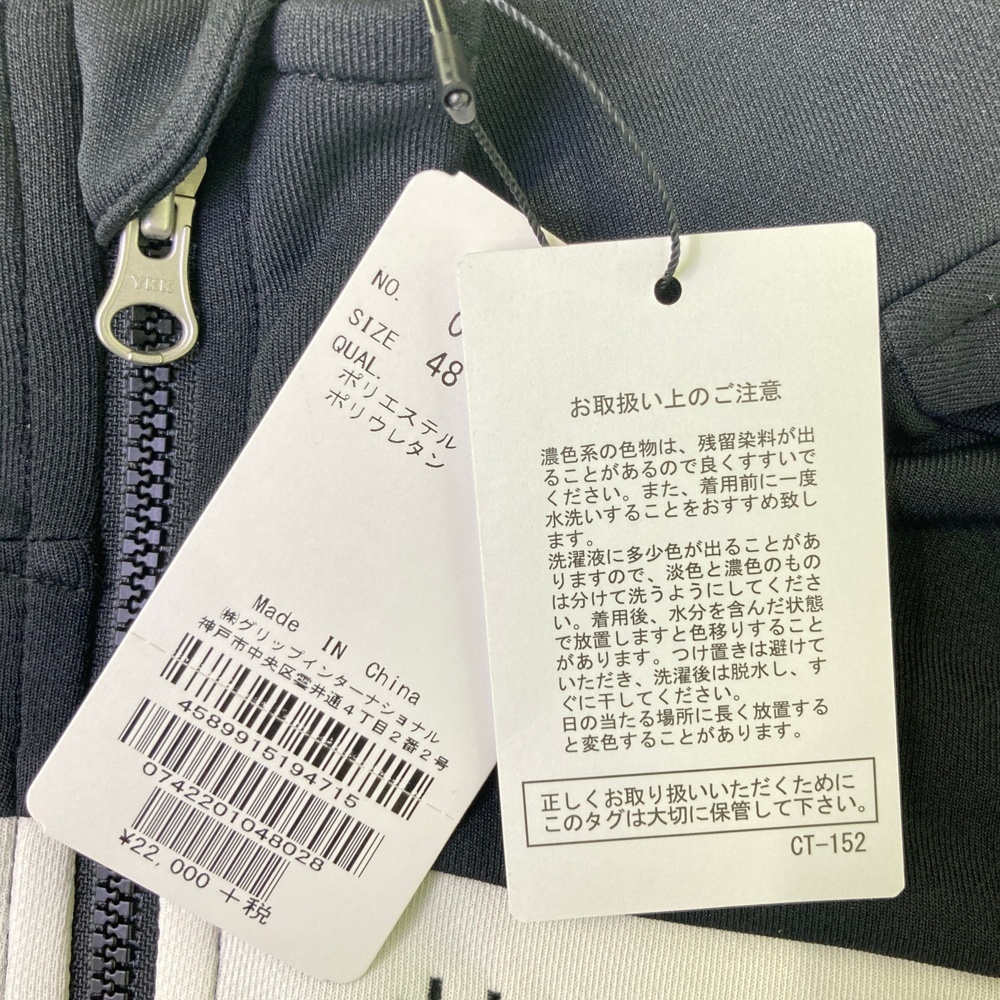 YKK
NO.
SIZE 48
QUAL.
ポリエステル
ポリウレタン
Made IN China
㈱グリップインターナショナル
神戸市中央区雲井通4丁目2番2号
4589915194715
0742201048028
¥22,000+税
お取扱い上のご注意
濃色系の色物は、残留染料が出
ることがあるので良くすすいで
ください。また、着用前に一度
水洗いすることをおすすめ致し
ます。
洗濯液に多少色が出ることがあ
りますので、淡色と濃色のもの
は分けて洗うようにしてくださ
い。着用後、水分を含んだ状態
で放置しますと色移りすること
があります。つけ置きは避けて
いただき、洗濯後は脱水し、す
ぐに干してください。
日の当たる場所に長く放置する
と変色することがあります。
正しくお取り扱いいただくために
このタグは大切に保管して下さい。
CT-152